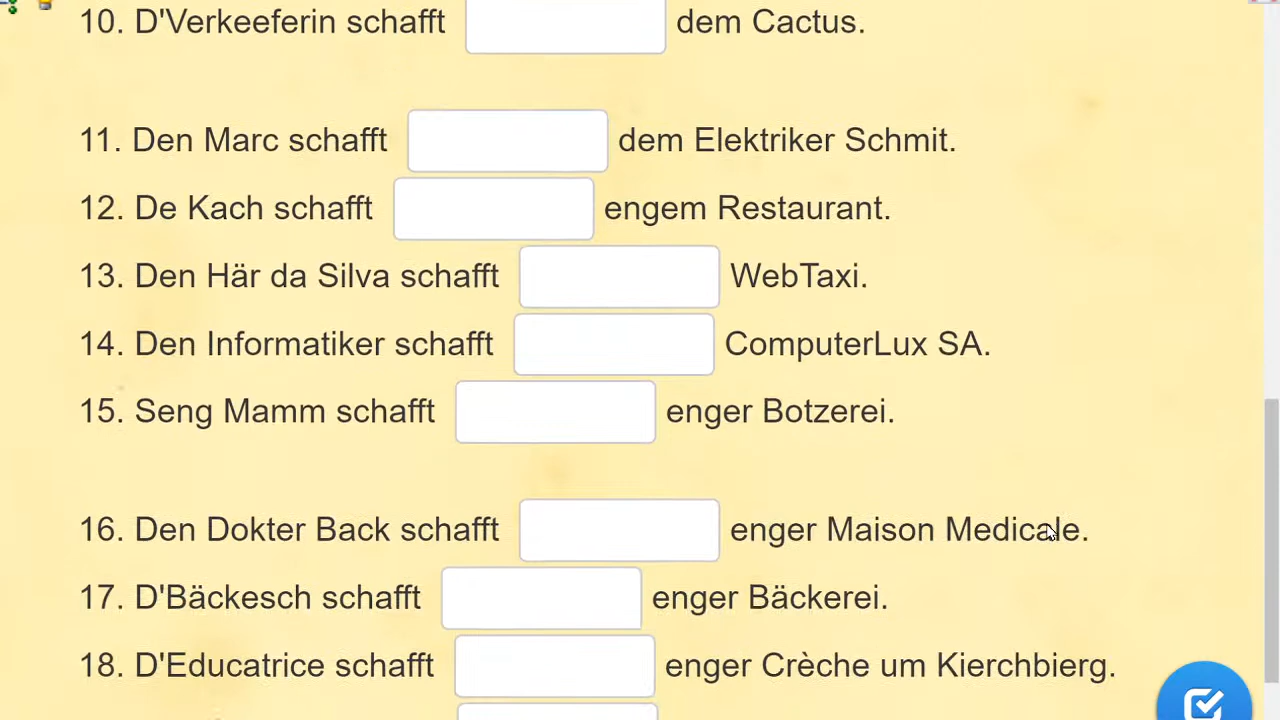 10. D'Verkeeferin schafft dem Cactus.
11. Den Marc schafft dem Elektriker Schmit.
12. De Kach schafft engem Restaurant.
13. Den Här da Silva schafft WebTaxi.
14. Den Informatiker schafft ComputerLux SA.
15. Seng Mamm schafft enger Botzerei.
16. Den Dokter Back schafft enger Maison Medicale.
17. D'Bäckesch schafft enger Bäckerei.
18. D'Educatrice schafft enger Crèche um Kierchbierg.